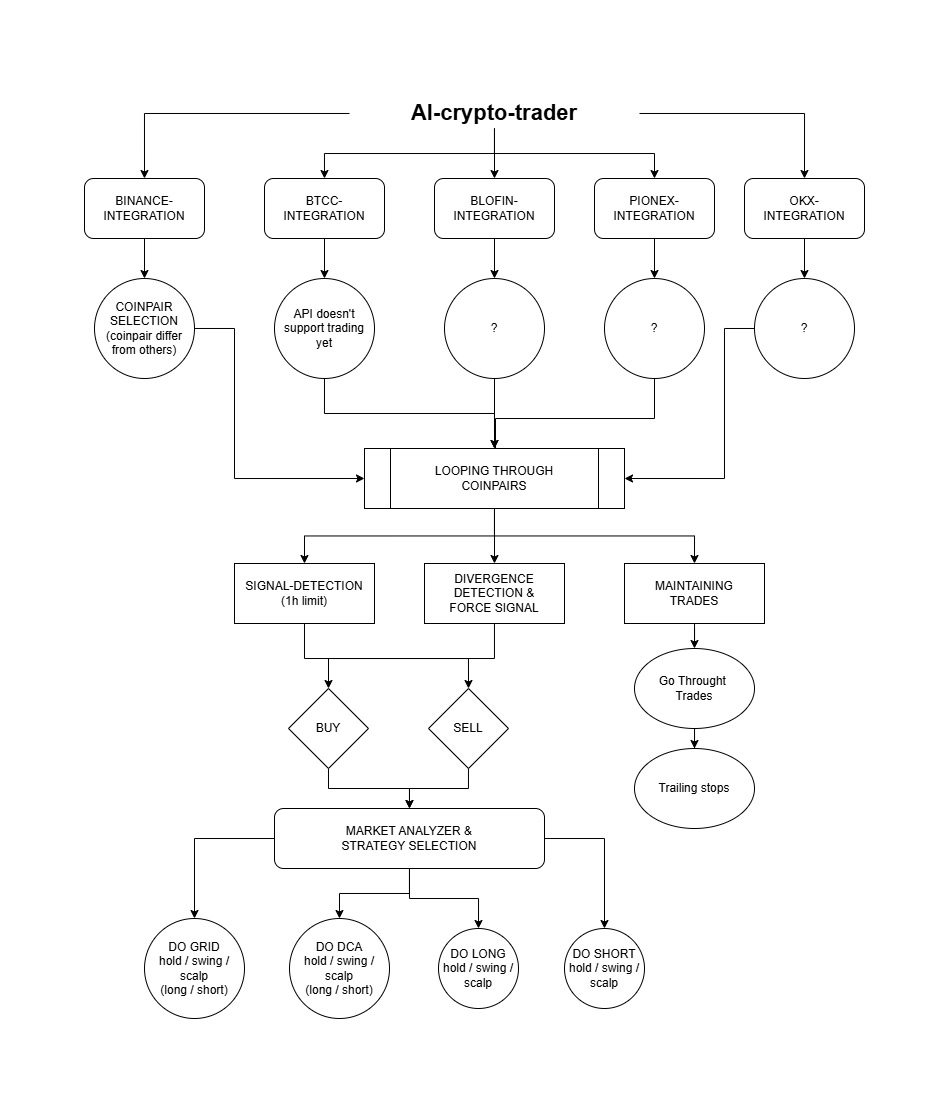 AI-crypto-trader
BINANCE-
INTEGRATION
BTCC-
INTEGRATION
BLOFIN-
INTEGRATION
PIONEX-
INTEGRATION
OKX-
INTEGRATION
COINPAIR
SELECTION
(coinpair differ
from others)
API doesn't
support trading
yet
?
?
?
LOOPING THROUGH
COINPAIRS
SIGNAL-DETECTION
(1h limit)
DIVERGENCE
DETECTION &
FORCE SIGNAL
MAINTAINING
TRADES
Go Throught
Trades
BUY
SELL
Trailing stops
MARKET ANALYZER &
STRATEGY SELECTION
DO GRID
hold / swing /
scalp
(long / short)
DO DCA
hold / swing /
scalp
(long / short)
DO LONG
hold / swing /
scalp
DO SHORT
hold / swing /
scalp